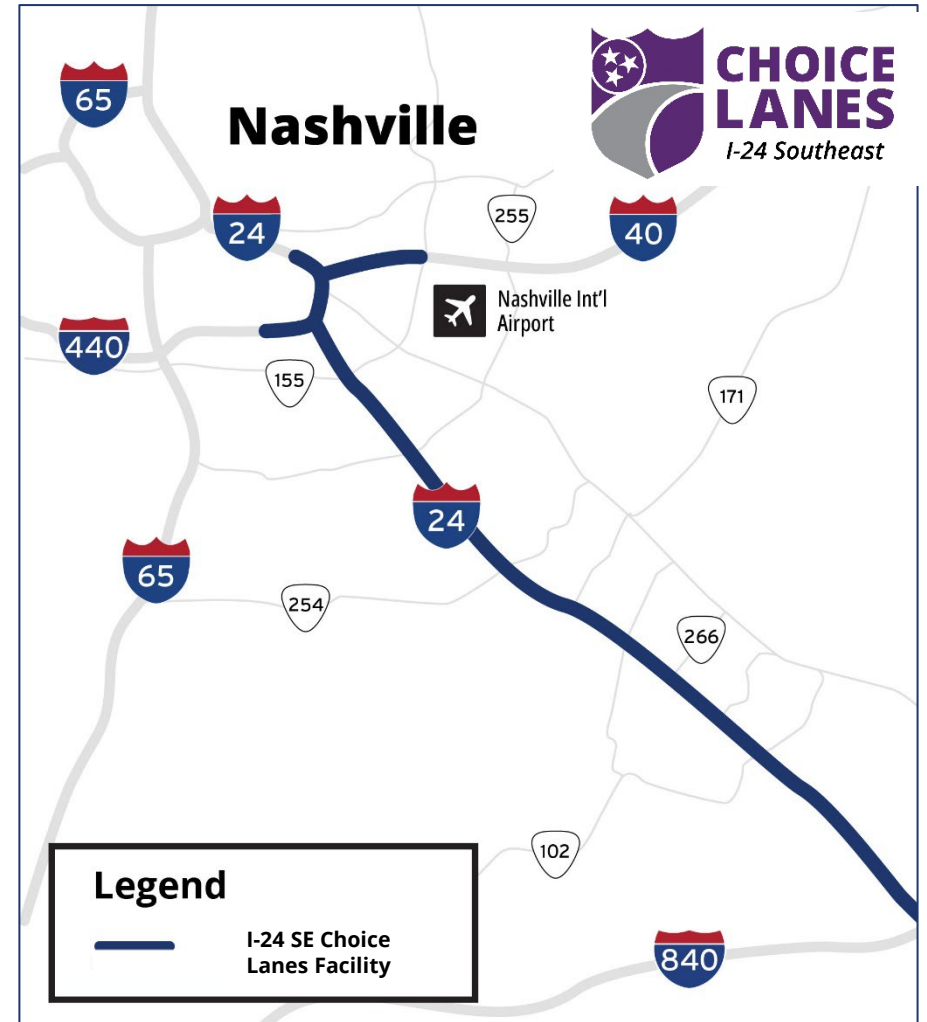 CHOICE
LANES
I-24 Southeast
65
Nashville
24
255
40
Nashville Int'l
Airport
440
155
171
24
65
254
266
102
Legend
I-24 SE Choice
Lanes Facility
840